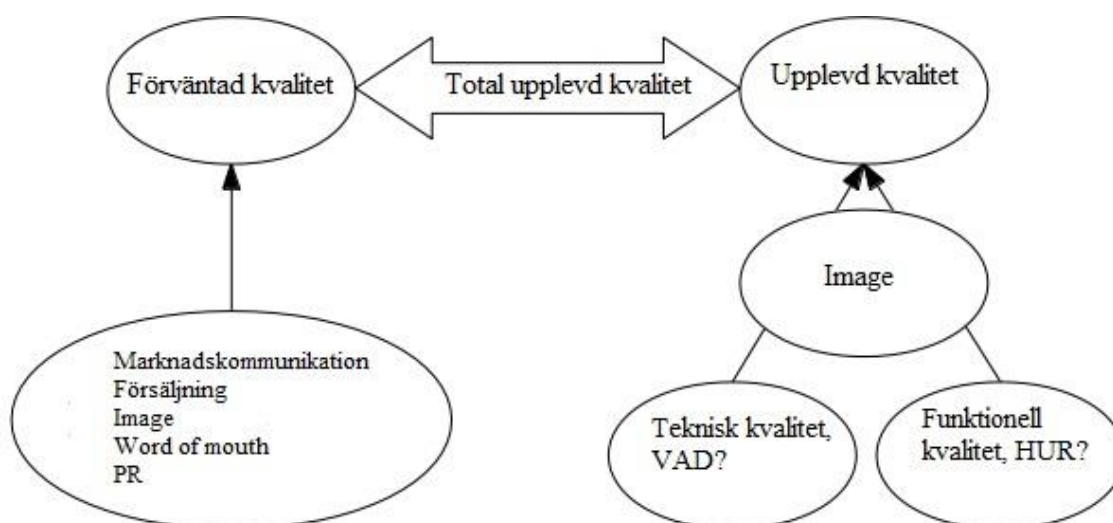 Förväntad kvalitet
Total upplevd kvalitet
Upplevd kvalitet
Image
Marknadskommunikation
Försäljning
Image
Word of mouth
PR
Teknisk kvalitet,
VAD?
Funktionell
kvalitet, HUR?